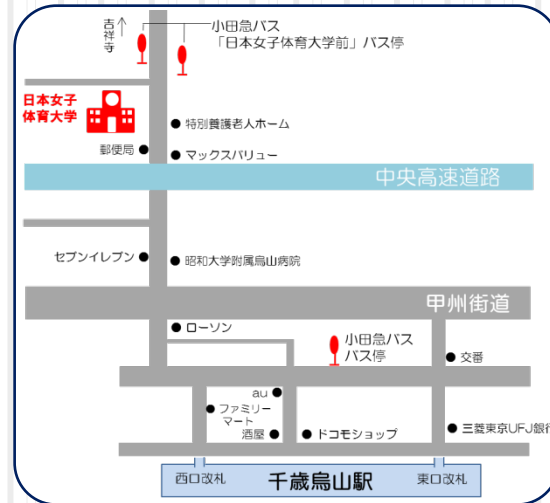 吉祥寺
小田急バス
「日本女子体育大学前」バス停
日本女子
体育大学
特別養護老人ホーム
郵便局
マックスバリュー
中央高速道路
セブンイレブン
昭和大学附属烏山病院
甲州街道
ローソン
小田急バス
バス停
交番
au
ファミリー
マート
酒屋
ドコモショップ
三菱東京UFJ銀行
西口改札
千歳烏山駅
東口改札